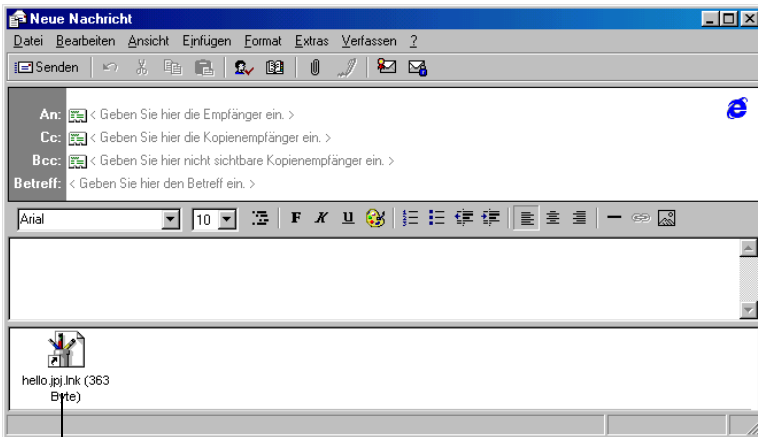 Neue Nachricht
Datei Bearbeiten Ansicht Einfügen Format Extras Verfassen ?
Senden
An: < Geben Sie hier die Empfänger ein. >
Cc: < Geben Sie hier die Kopienempfänger ein. >
Bcc: < Geben Sie hier nicht sichtbare Kopienempfänger ein. >
Betreff: < Geben Sie hier den Betreff ein. >
Arial 10 F K U
hello.jpj.lnk (363
Byte)